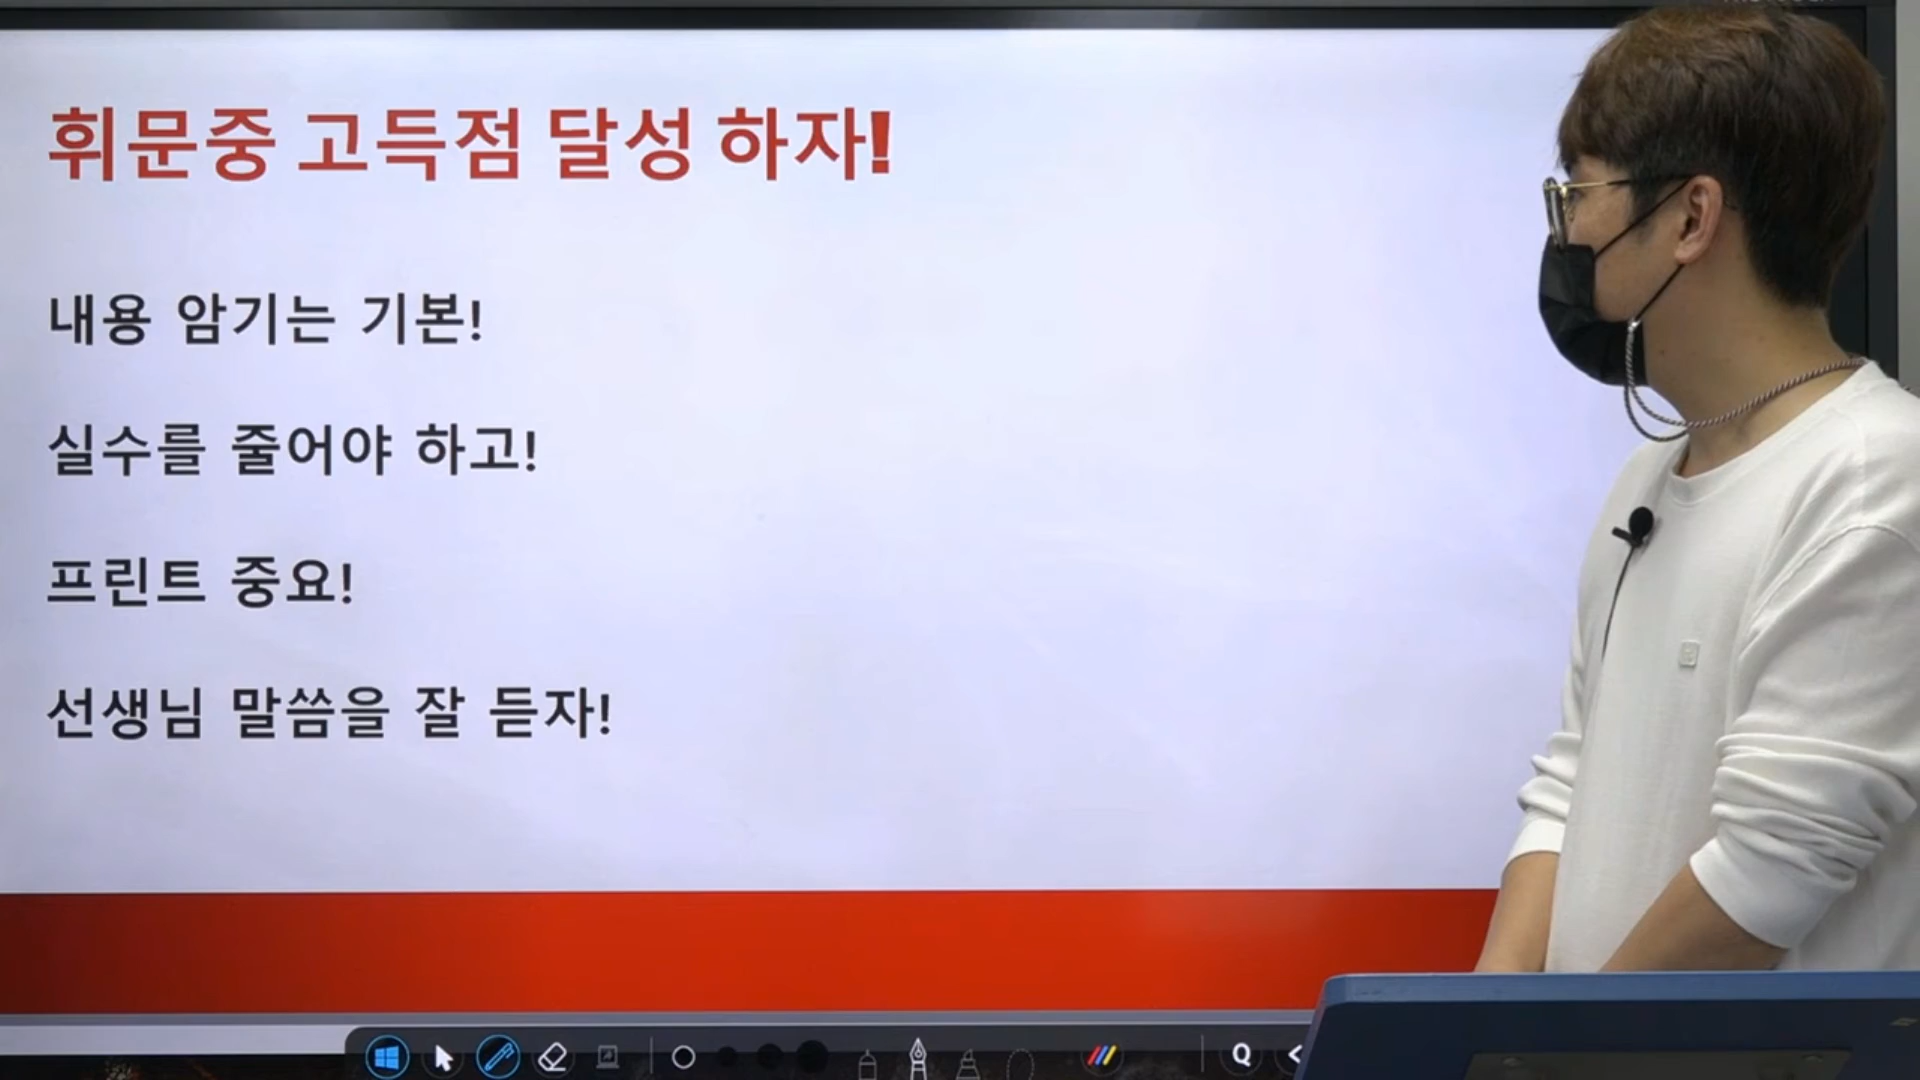 휘문중 고득점 달성 하자!
내용 암기는 기본!
실수를 줄어야 하고!
프린트 중요!
선생님 말씀을 잘 듣자!